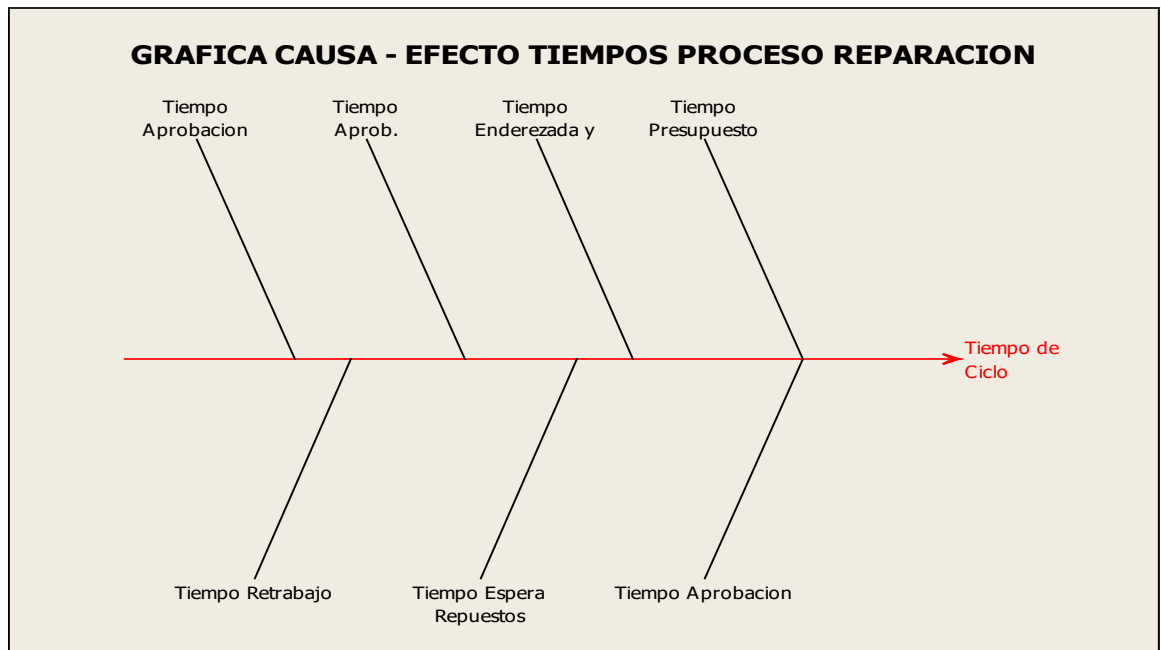 GRAFICA CAUSA - EFECTO TIEMPOS PROCESO REPARACION
Tiempo
Aprobacion
Tiempo
Aprob.
Tiempo
Enderezada y
Tiempo
Presupuesto
Tiempo de
Ciclo
Tiempo Retrabajo
Tiempo Espera
Repuestos
Tiempo Aprobacion